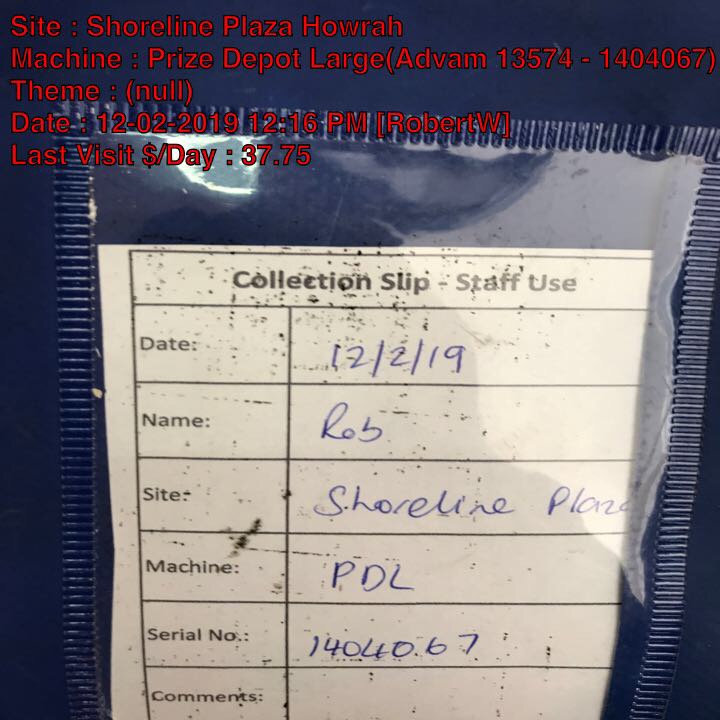 Site : Shoreline Plaza Howrah
Machine : Prize Depot Large(Advam 13574 - 1404067)
Theme : (null)
Date : 12-02-2019 12:16 PM [RobertW]
Last Visit $/Day : 37.75
Collection Slip - Staff Use
Date: 12/2/19
Name: Rob
Site: Shoreline Plaza
Machine: PDL
Serial No.: 1404067
Comments: